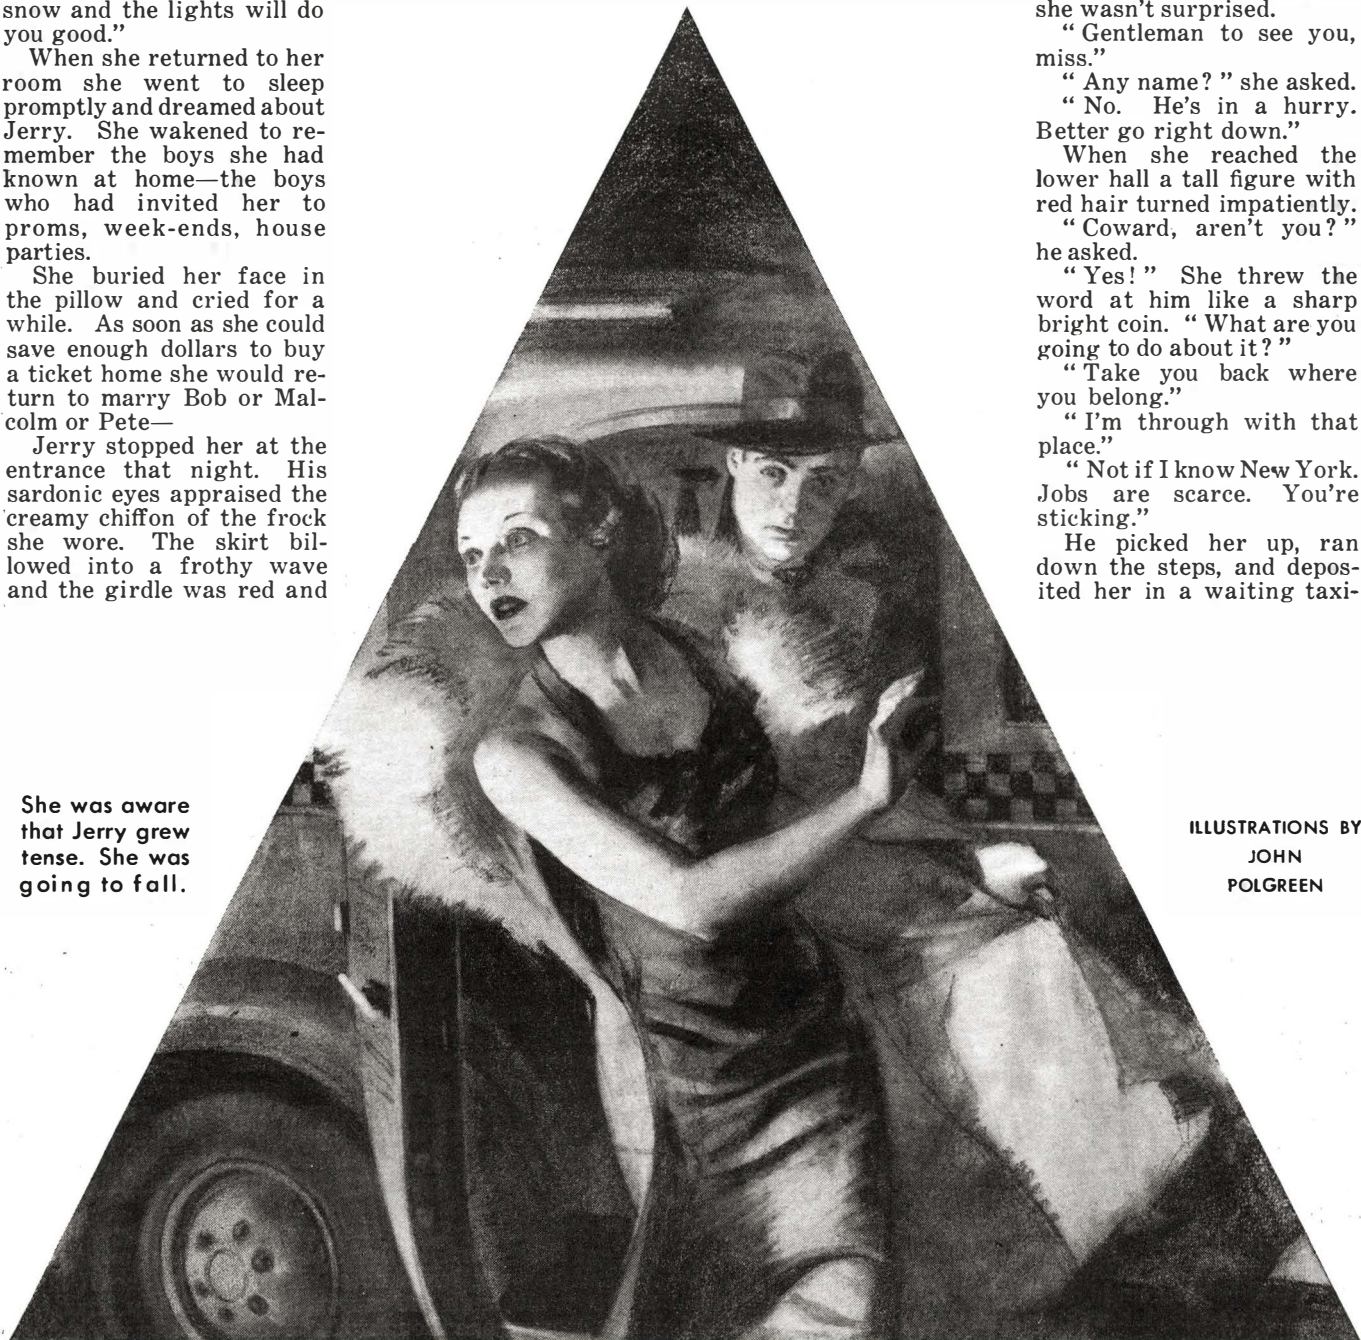 snow and the lights will do
you good.”
When she returned to her
room she went to sleep
promptly and dreamed about
Jerry. She wakened to re-
member the boys she had
known at home—the boys
who had invited her to
proms, week-ends, house
parties.
She buried her face in
the pillow and cried for a
while. As soon as she could
save enough dollars to buy
a ticket home she would re-
turn to marry Bob or Mal-
colm or Pete—
Jerry stopped her at the
entrance that night. His
sardonic eyes appraised the
creamy chiffon of the frock
she wore. The skirt bil-
lowed into a frothy wave
and the girdle was red and
She was aware
that Jerry grew
tense. She was
going to fall.
she wasn't surprised.
“Gentleman to see you,
miss.”
“Any name?” she asked.
“No. He's in a hurry.
Better go right down.”
When she reached the
lower hall a tall figure with
red hair turned impatiently.
“Coward, aren't you?”
he asked.
“Yes!” She threw the
word at him like a sharp
bright coin. “What are you
going to do about it?”
“Take you back where
you belong.”
“I'm through with that
place.”
“Not if I know New York.
Jobs are scarce. You're
sticking.”
He picked her up, ran
down the steps, and depos-
ited her in a waiting taxi-
ILLUSTRATIONS BY
JOHN
POLGREEN